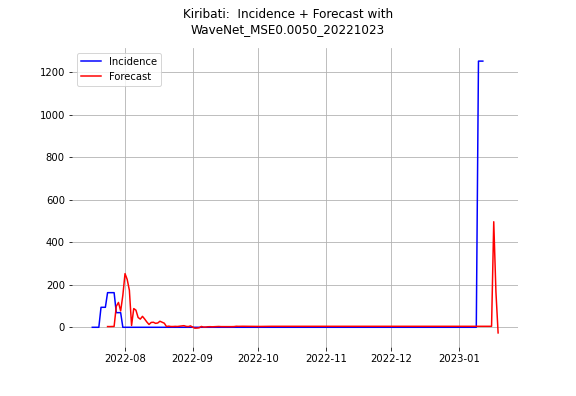 Kiribati:  Incidence + Forecast with
WaveNet_MSE0.0050_20221023
Incidence
Forecast
1200
1000
800
600
400
200
0
2022-08 2022-09 2022-10 2022-11 2022-12 2023-01